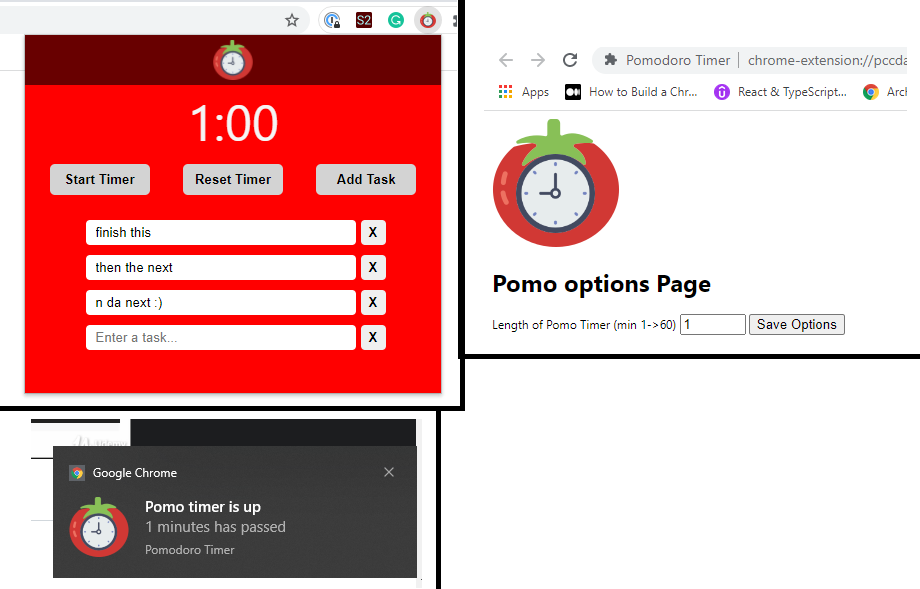 S2
1:00
Start Timer
Reset Timer
Add Task
finish this
X
then the next
X
n da next :)
X
Enter a task...
X
Pomodoro Timer | chrome-extension://pccda
Apps
How to Build a Chr...
React & TypeScript...
Arch
Pomo options Page
Length of Pomo Timer (min 1->60)
1
Save Options
Google Chrome
Pomo timer is up
1 minutes has passed
Pomodoro Timer